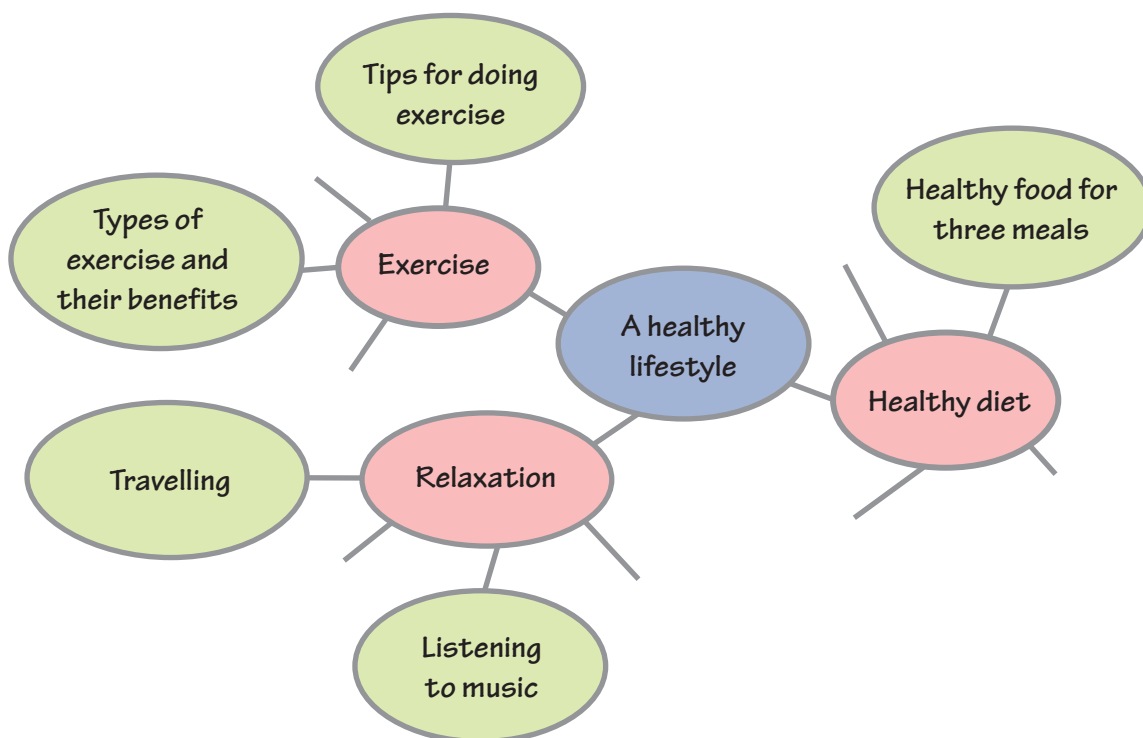 Tips for doing
exercise
Healthy food for
three meals
Types of
exercise and
their benefits
Exercise
A healthy
lifestyle
Healthy diet
Travelling
Relaxation
Listening
to music